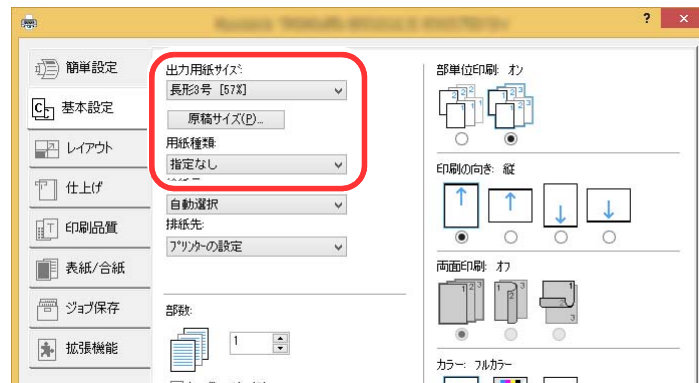 ? ×
簡単設定
基本設定
レイアウト
仕上げ
印刷品質
表紙/合紙
ジョブ保存
拡張機能
出力用紙サイズ:
長形3号 [57%]
原稿サイズ(P)...
用紙種類:
指定なし
自動選択
排紙先:
プリンターの設定
部数:
1
部単位印刷: オン
印刷の向き: 縦
両面印刷: オフ
カラー: フルカラー